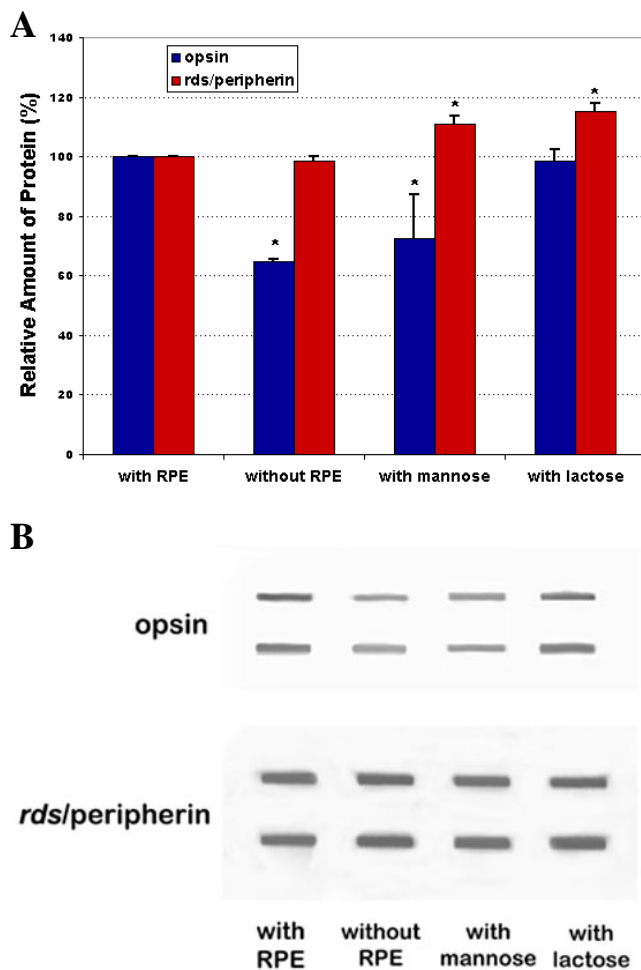 A
140
opsin
rds/peripherin
120
100
80
60
40
20
0
Relative Amount of Protein (%)
*
*
*
*
with RPE without RPE with mannose with lactose
B
opsin
rds/peripherin
with RPE
without RPE
with mannose
with lactose